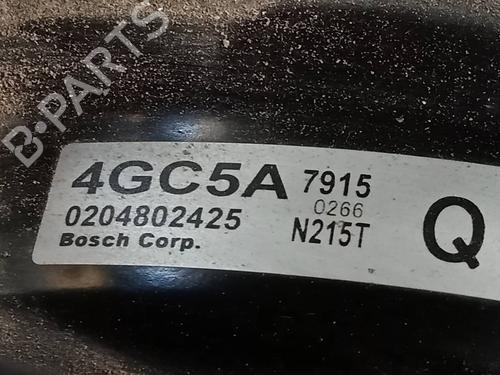 B-PARTS
4GC5A 7915
0266
0204802425
N215T
Bosch Corp.
Q